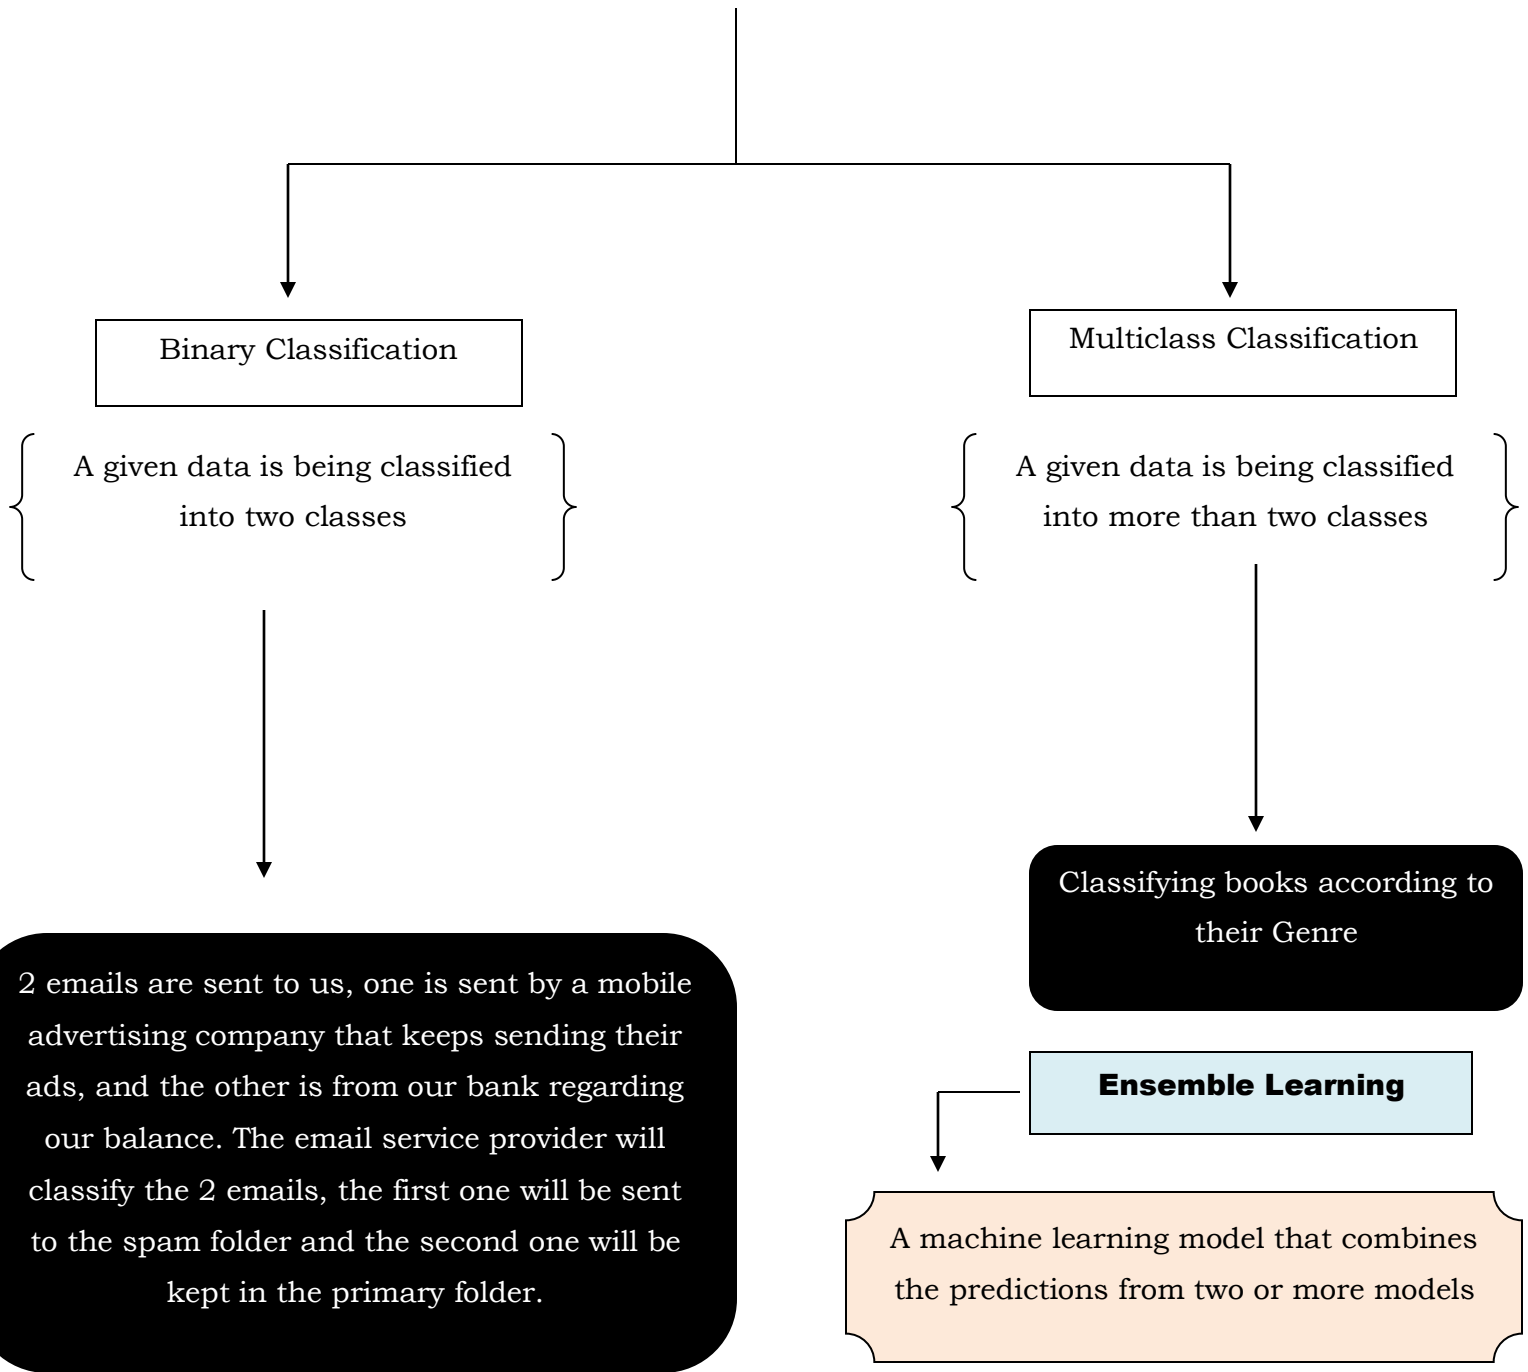 Binary Classification
Multiclass Classification
A given data is being classified
into two classes
A given data is being classified
into more than two classes
Classifying books according to
their Genre
2 emails are sent to us, one is sent by a mobile
advertising company that keeps sending their
ads, and the other is from our bank regarding
our balance. The email service provider will
classify the 2 emails, the first one will be sent
to the spam folder and the second one will be
kept in the primary folder.
Ensemble Learning
A machine learning model that combines
the predictions from two or more models